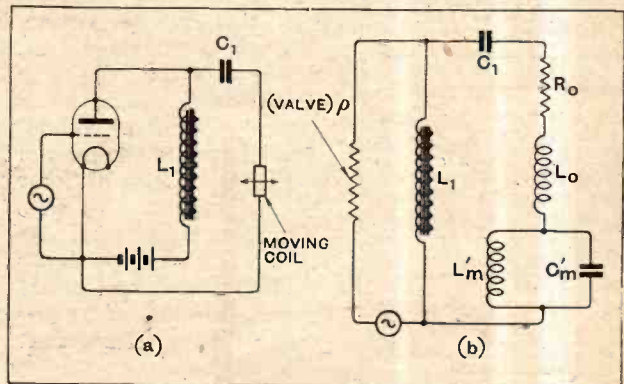 C₁
L₁
MOVING
COIL
(a)
C₁
R₀
(VALVE) ρ
L₁
L₀
L'm
C'm
(b)